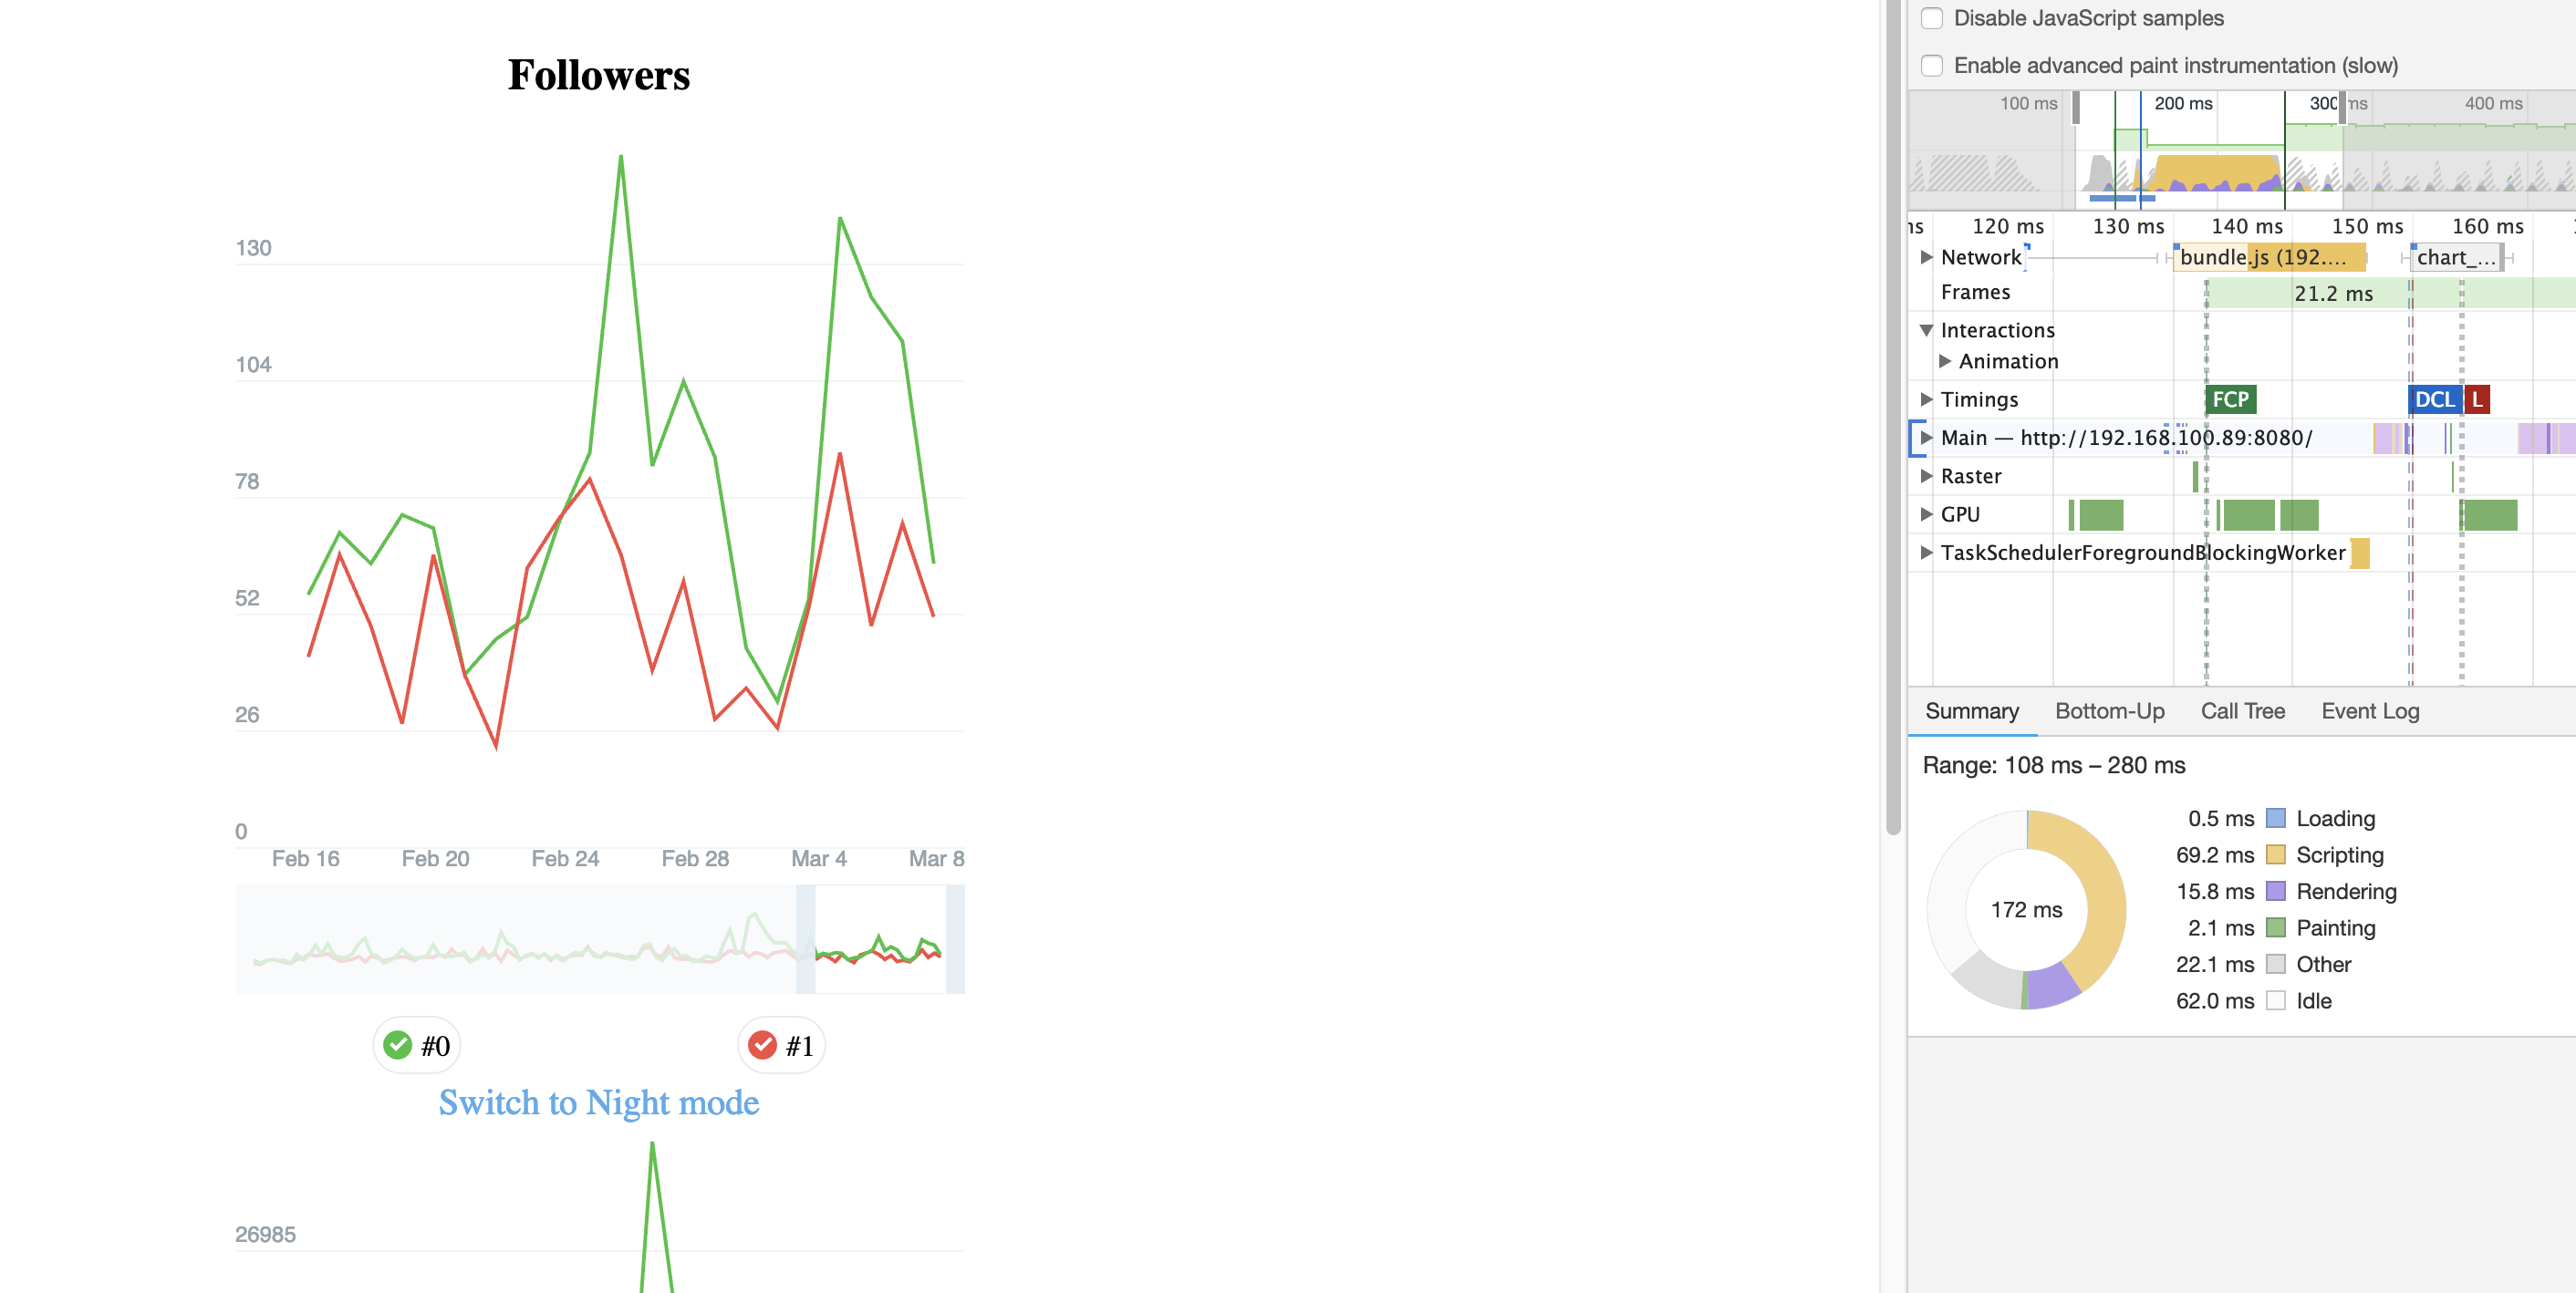 Followers
130
104
78
52
26
0
Feb 16 Feb 20 Feb 24 Feb 28 Mar 4 Mar 8
#0 #1
Switch to Night mode
26985
Disable JavaScript samples
Enable advanced paint instrumentation (slow)
100 ms 200 ms 300 ms 400 ms
ms 120 ms 130 ms 140 ms 150 ms 160 ms
Network bundle.js (192.… chart_…
Frames 21.2 ms
Interactions
Animation
Timings FCP DCL L
Main — http://192.168.100.89:8080/
Raster
GPU
TaskSchedulerForegroundBlockingWorker
Summary Bottom-Up Call Tree Event Log
Range: 108 ms – 280 ms
172 ms
0.5 ms Loading
69.2 ms Scripting
15.8 ms Rendering
2.1 ms Painting
22.1 ms Other
62.0 ms Idle